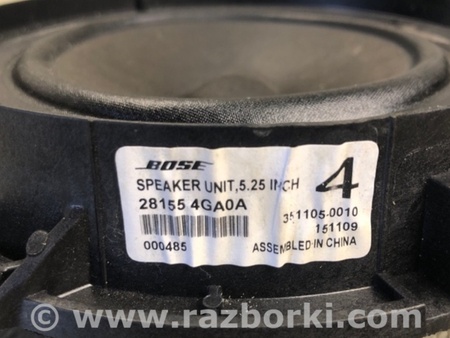 BOSE
SPEAKER UNIT, 5.25 INCH
4
28155 4GA0A
351105-0010
151109
000485
ASSEMBLED IN CHINA
© www.razborki.com